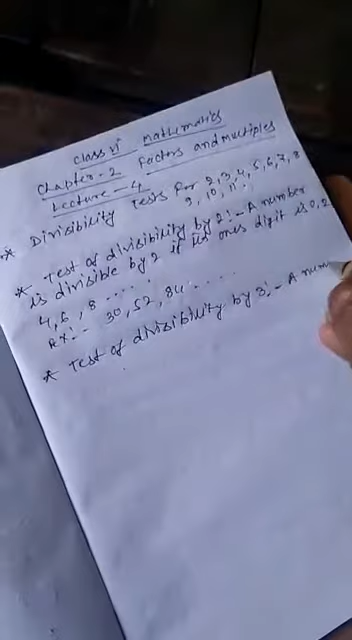 Class VI Mathematics
Chapter-2 Factors and multiples
Lecture-4
* Divisibility Tests for 2, 3, 4, 5, 6, 7, 8
9, 10, 11.
* Test of divisibility by 2:- A number
is divisible by 2 if its ones digit is 0, 2
4, 6, 8 ....
Ex:- 30, 52, 84 .....
* Test of divisibility by 3:- A num